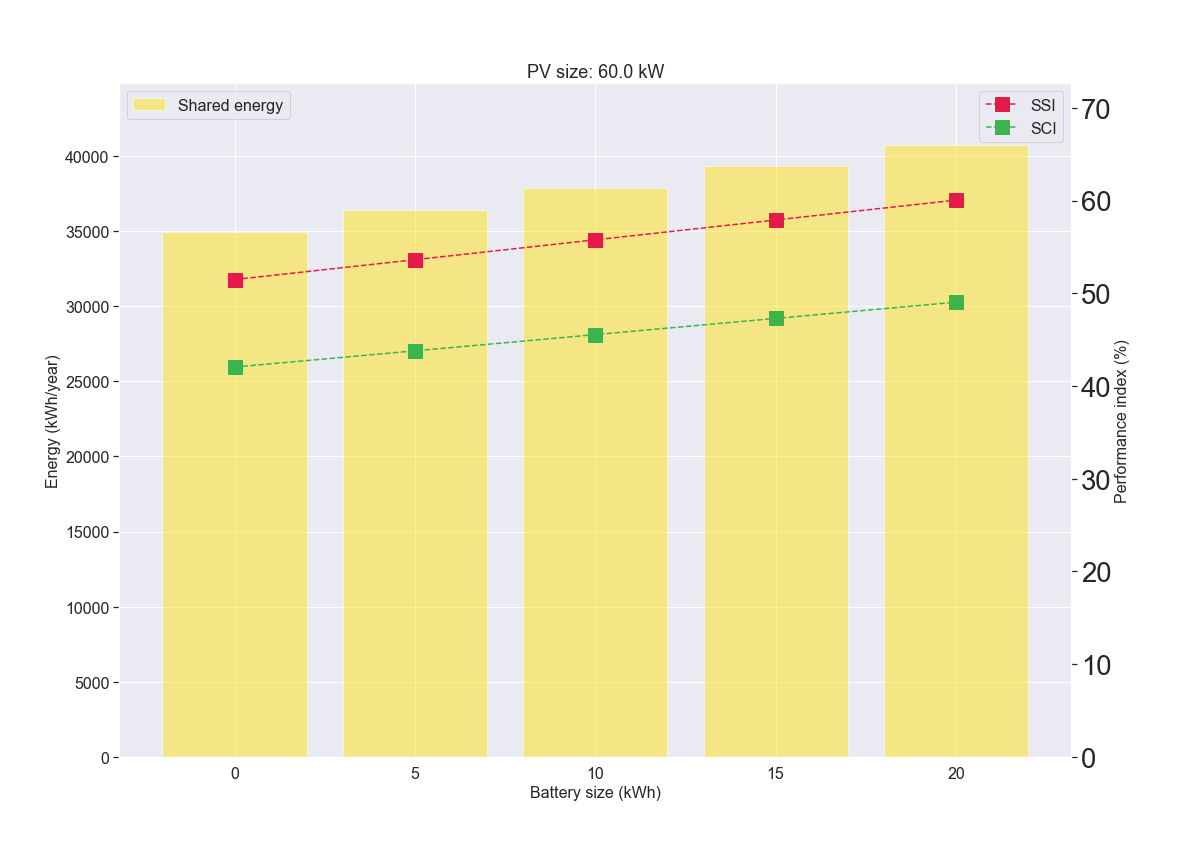 PV size: 60.0 kW
Shared energy
SSI
SCI
Energy (kWh/year)
40000
35000
30000
25000
20000
15000
10000
5000
0
70
60
50
40
30
20
10
0
Performance index (%)
0 5 10 15 20
Battery size (kWh)